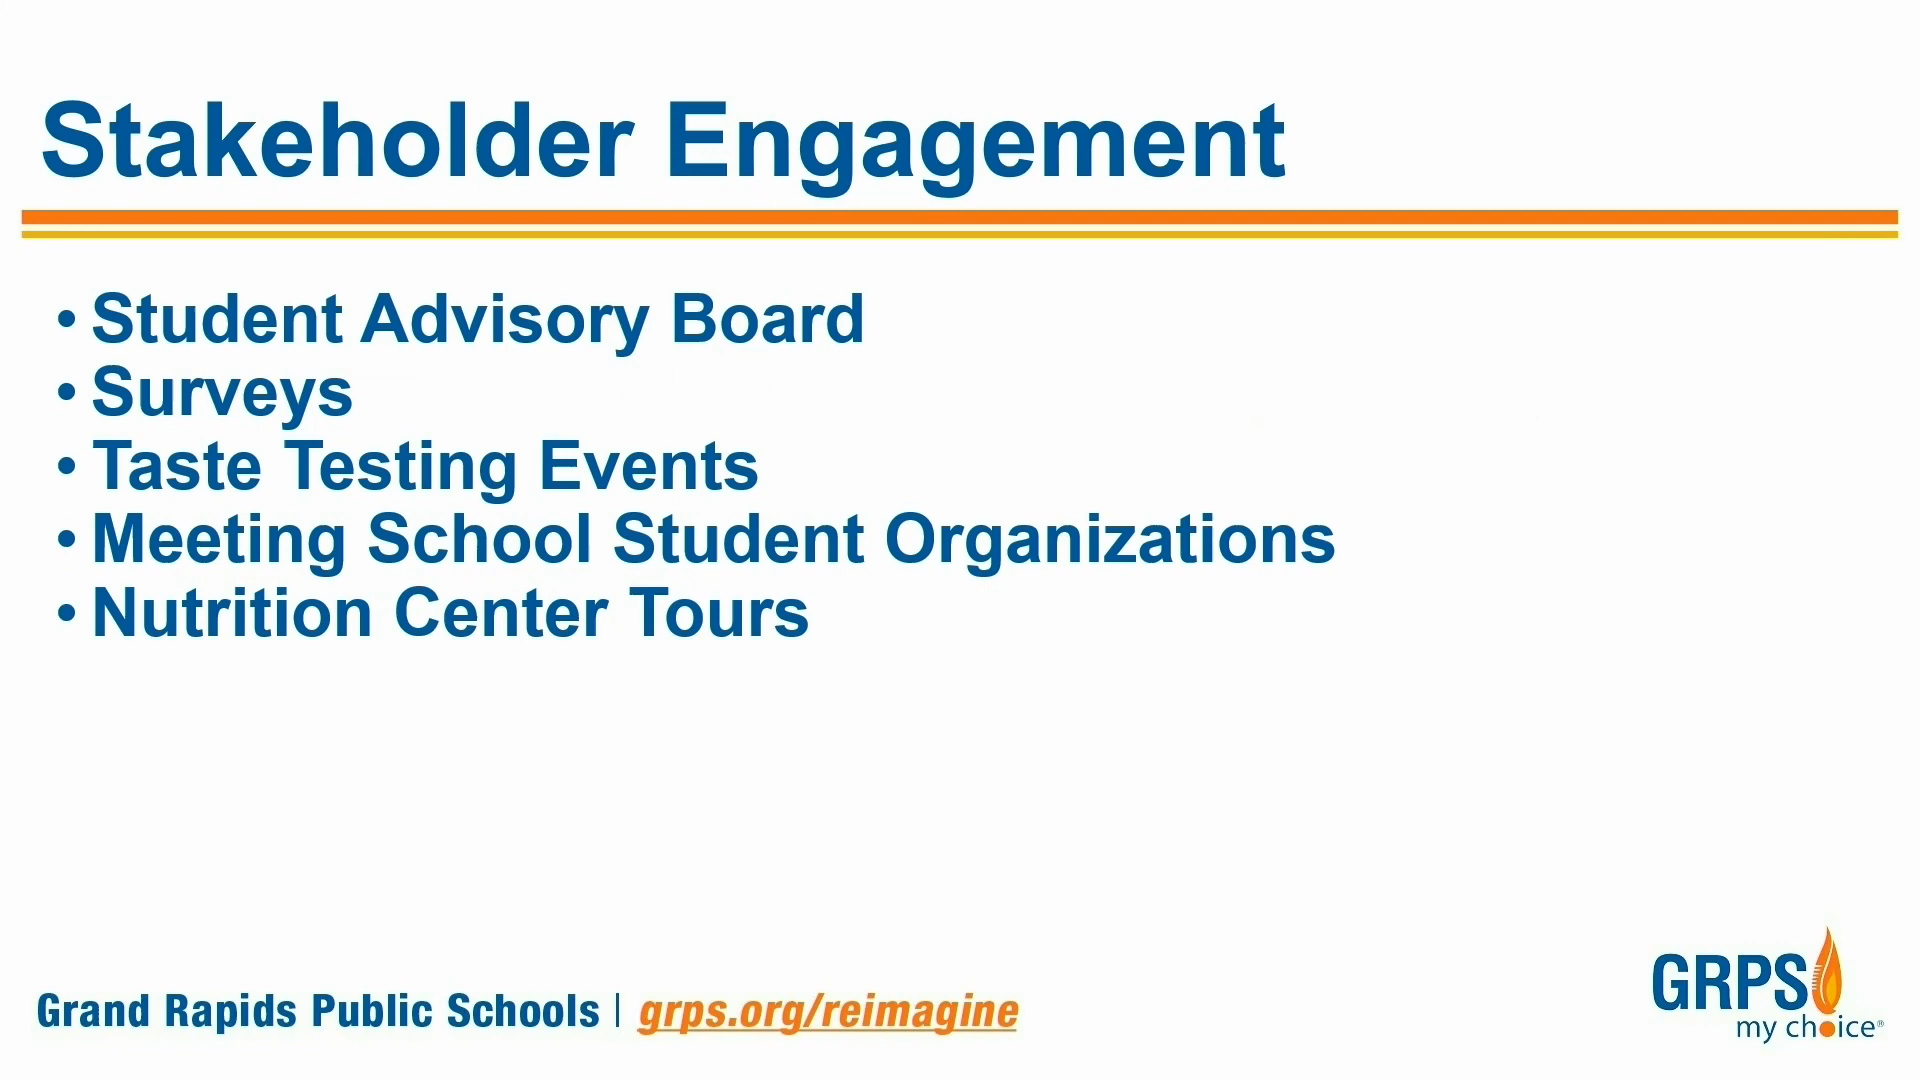 Stakeholder Engagement
• Student Advisory Board
• Surveys
• Taste Testing Events
• Meeting School Student Organizations
• Nutrition Center Tours
Grand Rapids Public Schools | grps.org/reimagine
GRPS
my choice®